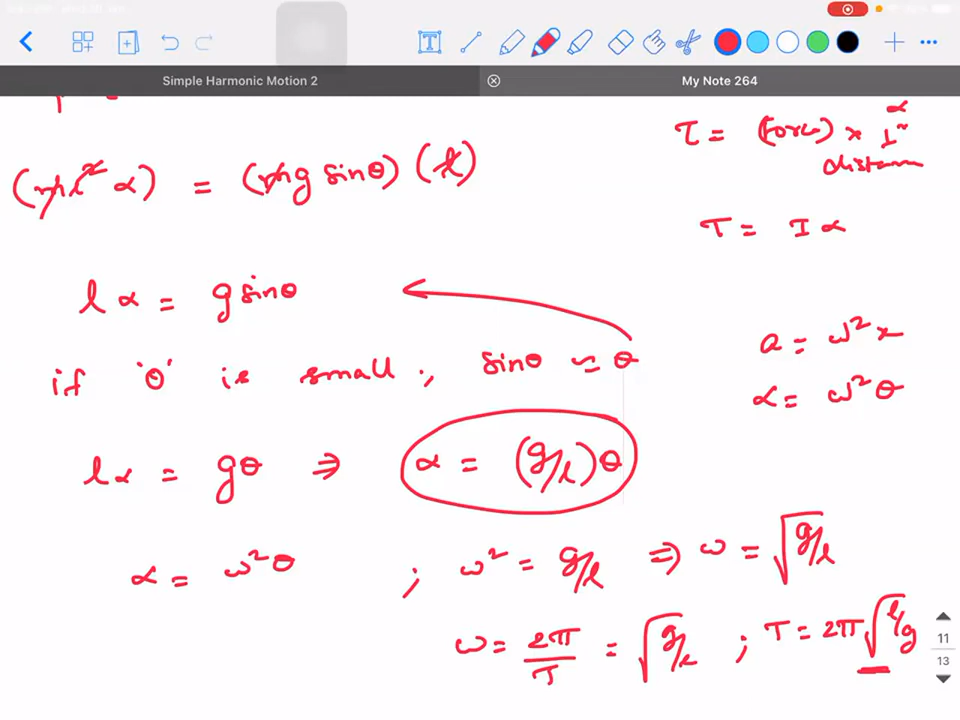 Simple Harmonic Motion 2
My Note 264
τ = (force) × ⊥ʳ
distance
(ml² α) = (mg sinθ) (l)
τ = I α
l α = g sinθ
a = ω² x
if 'θ' is small ; sinθ ≈ θ
α = ω² θ
l α = gθ ⇒ α = (g/l) θ
α = ω² θ ; ω² = g/l ⇒ ω = √g/l
ω = 2π/T = √g/l ; T = 2π √l/g
11
13